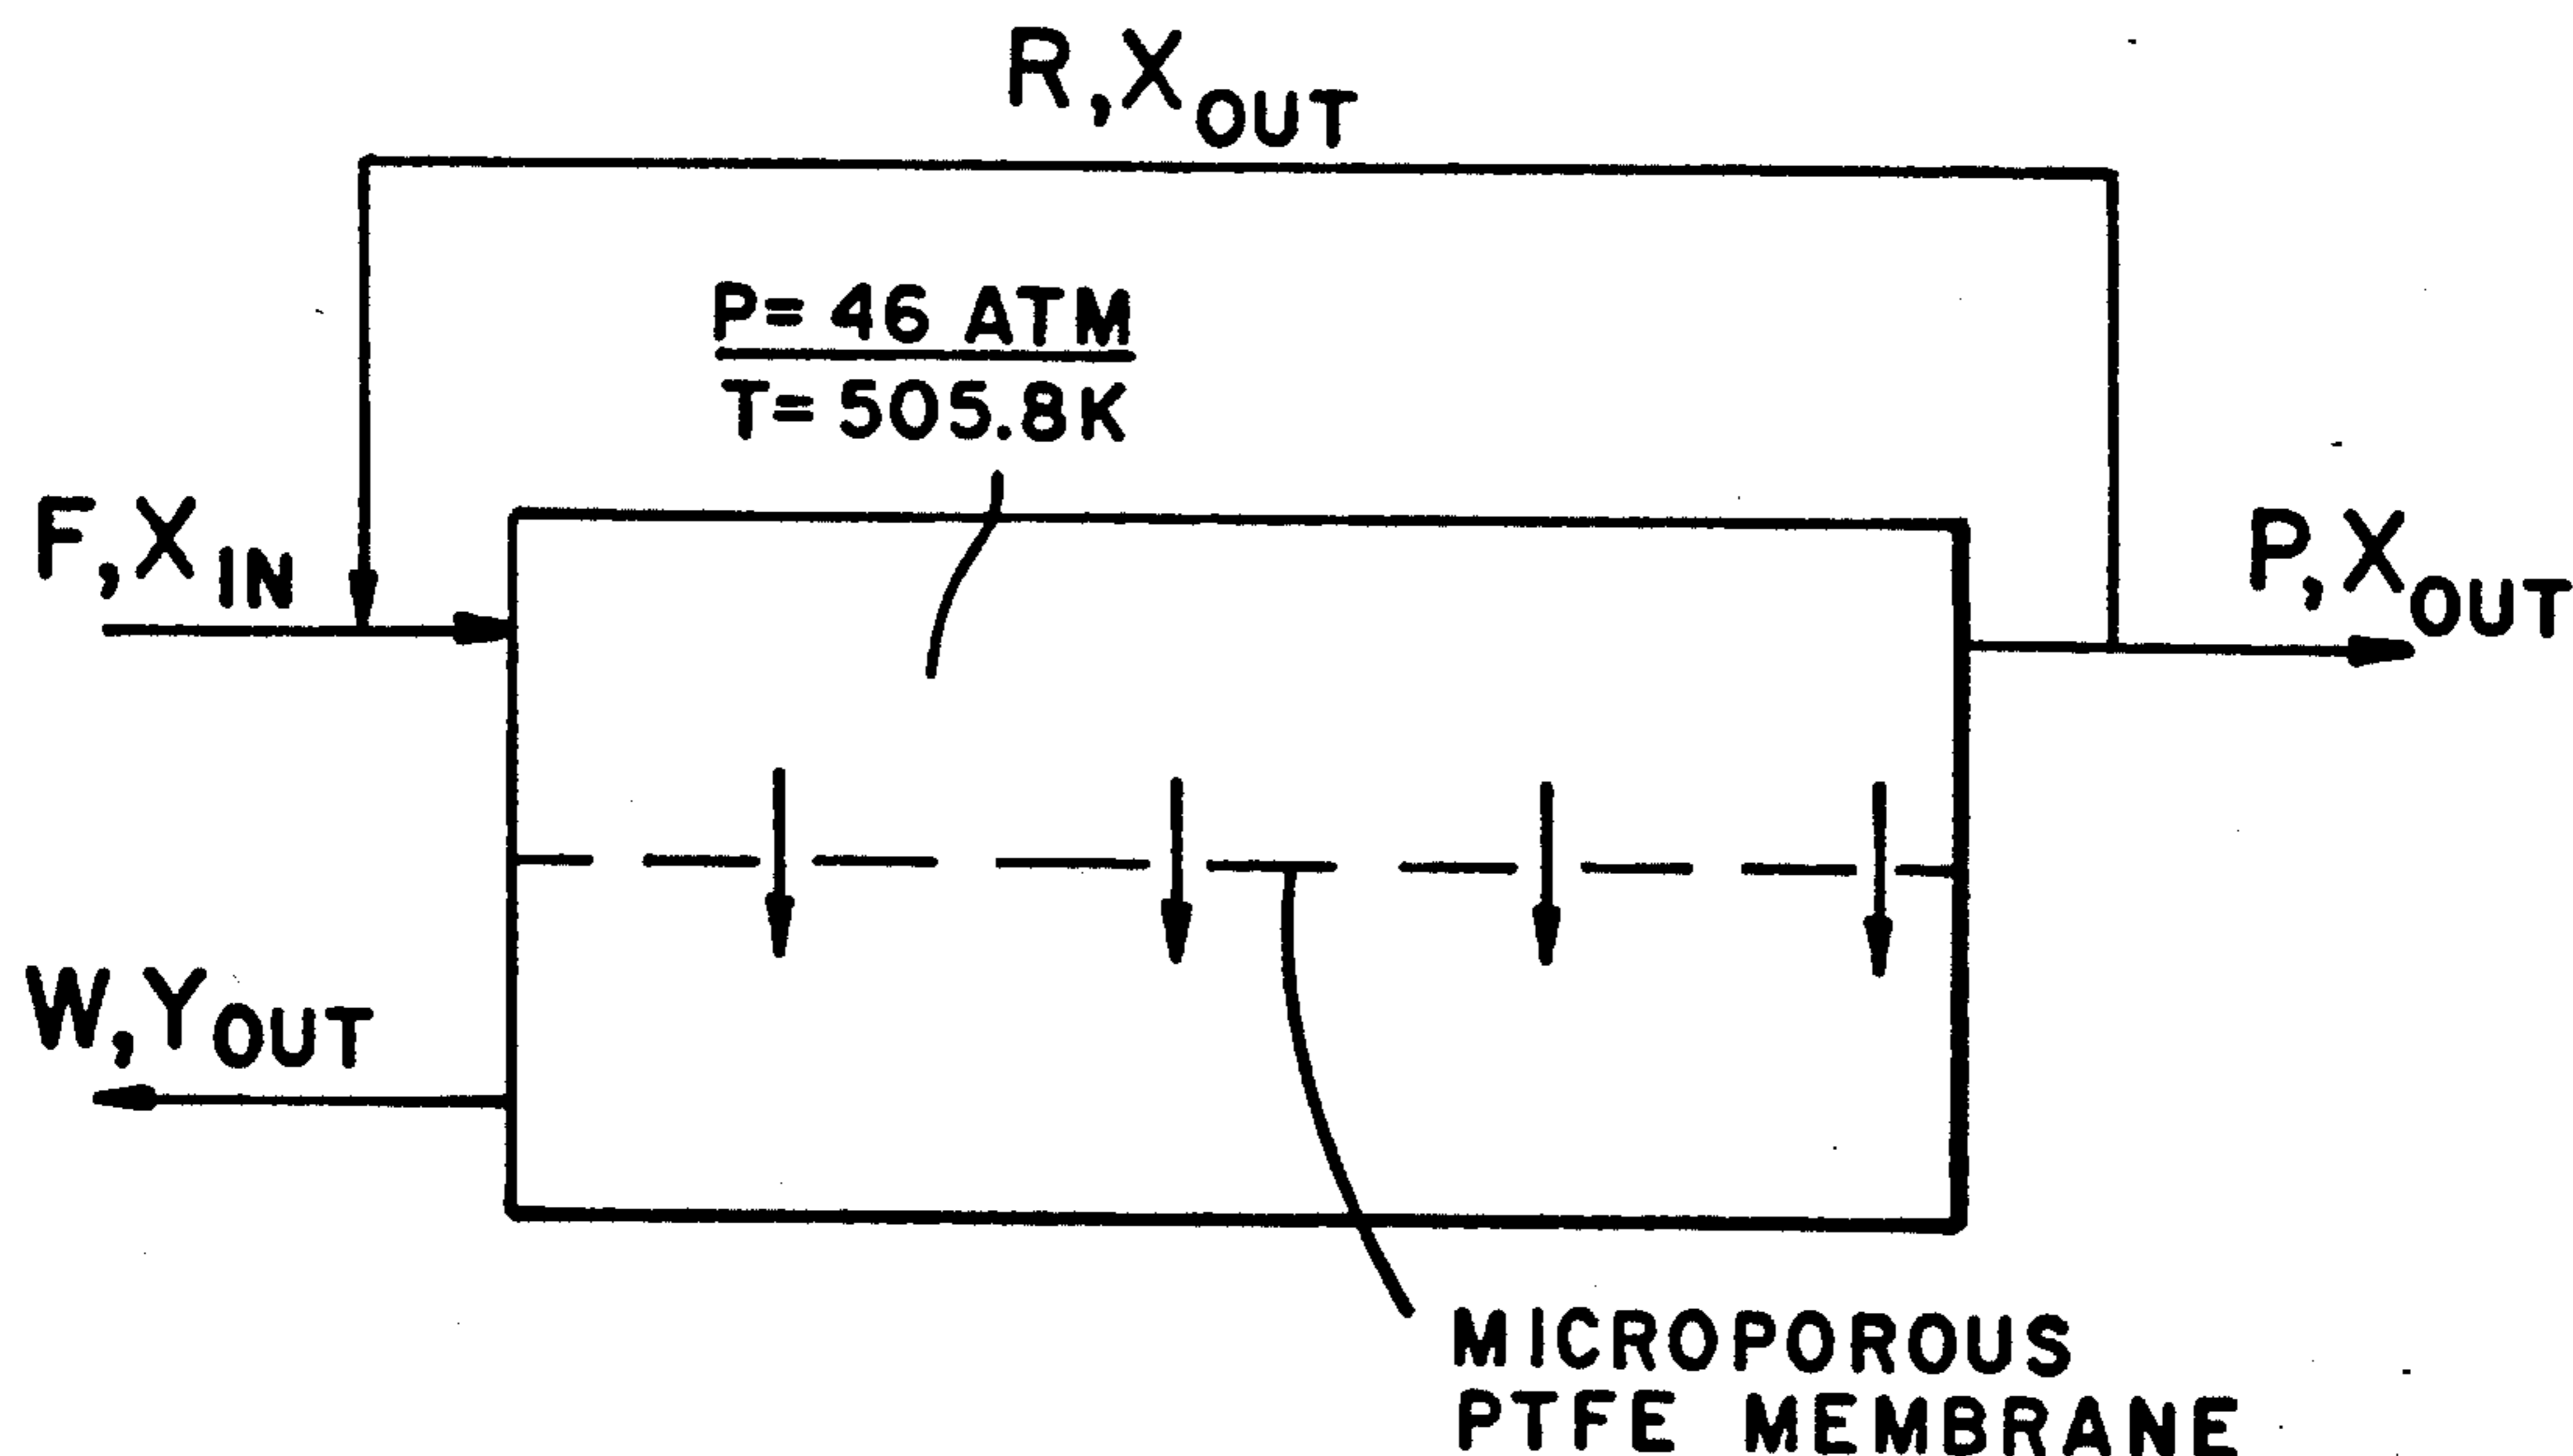 R, XOUT
P= 46 ATM
T= 505.8K
F, XIN
P, XOUT
W, YOUT
MICROPOROUS
PTFE MEMBRANE